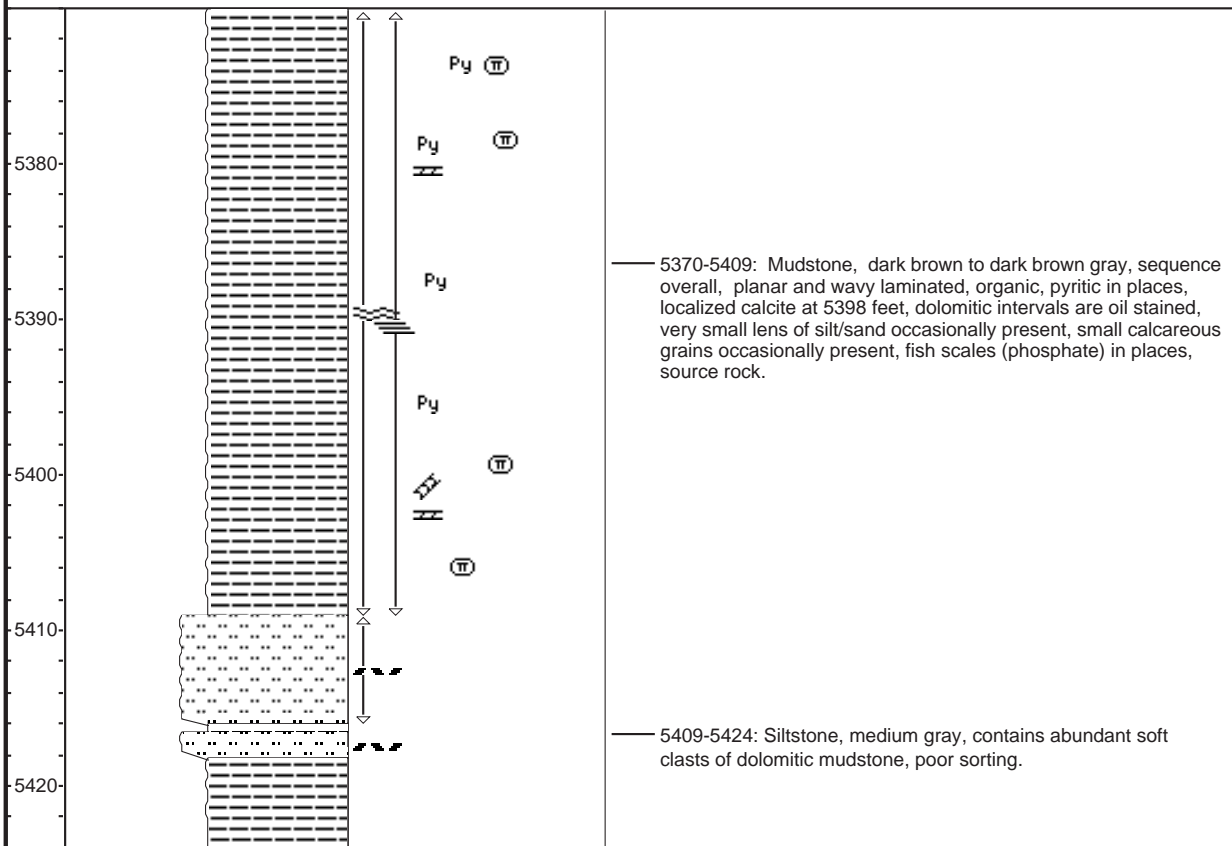 Py π
Py π
5380
5370-5409: Mudstone, dark brown to dark brown gray, sequence
overall, planar and wavy laminated, organic, pyritic in places,
localized calcite at 5398 feet, dolomitic intervals are oil stained,
very small lens of silt/sand occasionally present, small calcareous
grains occasionally present, fish scales (phosphate) in places,
source rock.
Py
5390
Py
π
5400
π
5410
5409-5424: Siltstone, medium gray, contains abundant soft
clasts of dolomitic mudstone, poor sorting.
5420